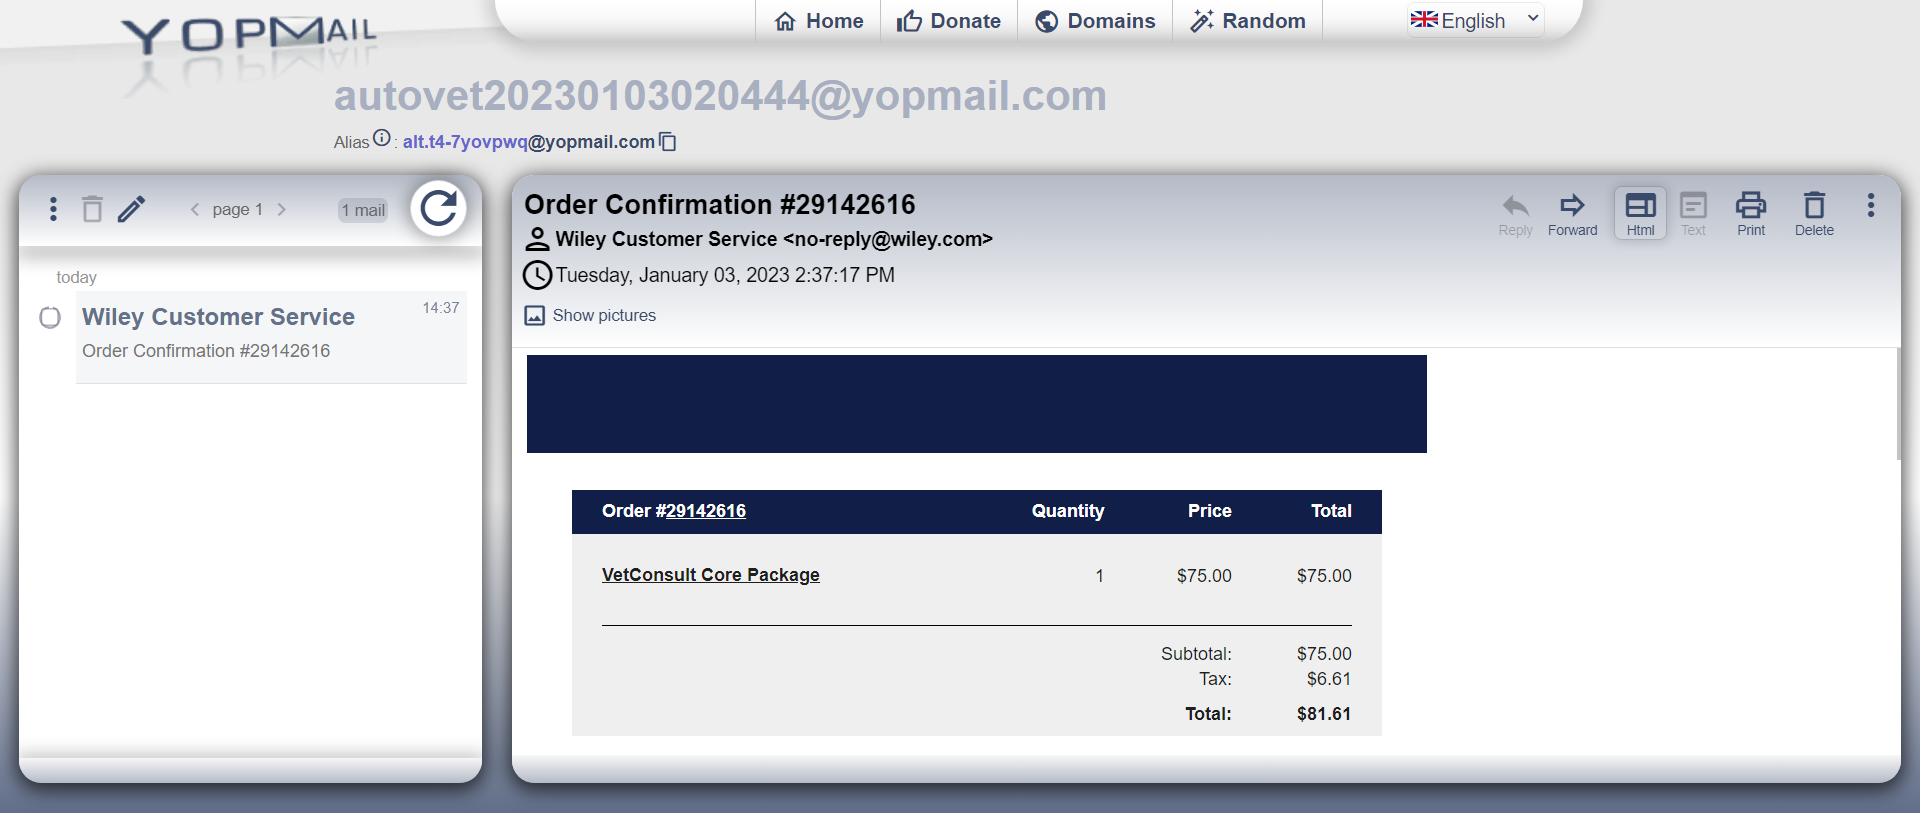 YOPMAIL
Home
Donate
Domains
Random
English
autovet20230103020444@yopmail.com
Alias : alt.t4-7yovpwq@yopmail.com
page 1
1 mail
today
Wiley Customer Service
14:37
Order Confirmation #29142616
Order Confirmation #29142616
Wiley Customer Service <no-reply@wiley.com>
Tuesday, January 03, 2023 2:37:17 PM
Show pictures
Reply
Forward
Html
Text
Print
Delete
Order #29142616 Quantity Price Total
VetConsult Core Package 1 $75.00 $75.00
Subtotal: $75.00
Tax: $6.61
Total: $81.61